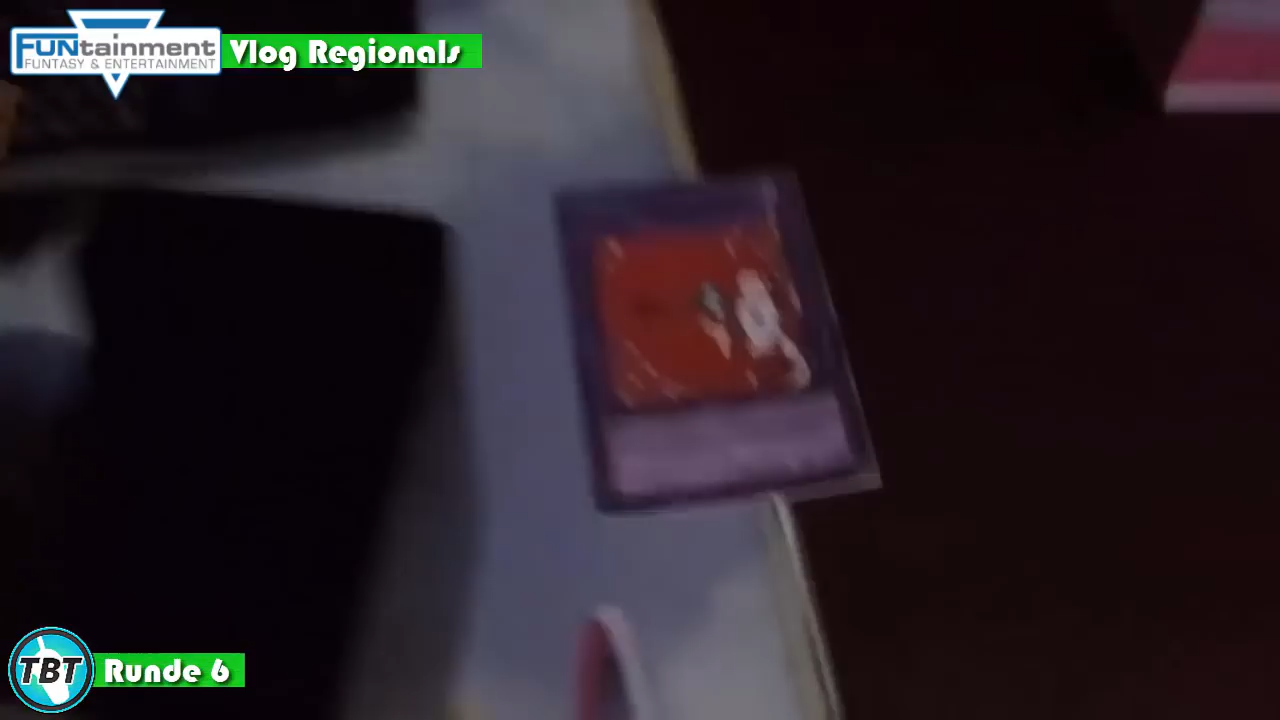 FUNtainment
FUNTASY & ENTERTAINMENT
Vlog Regionals
TBT
Runde 6